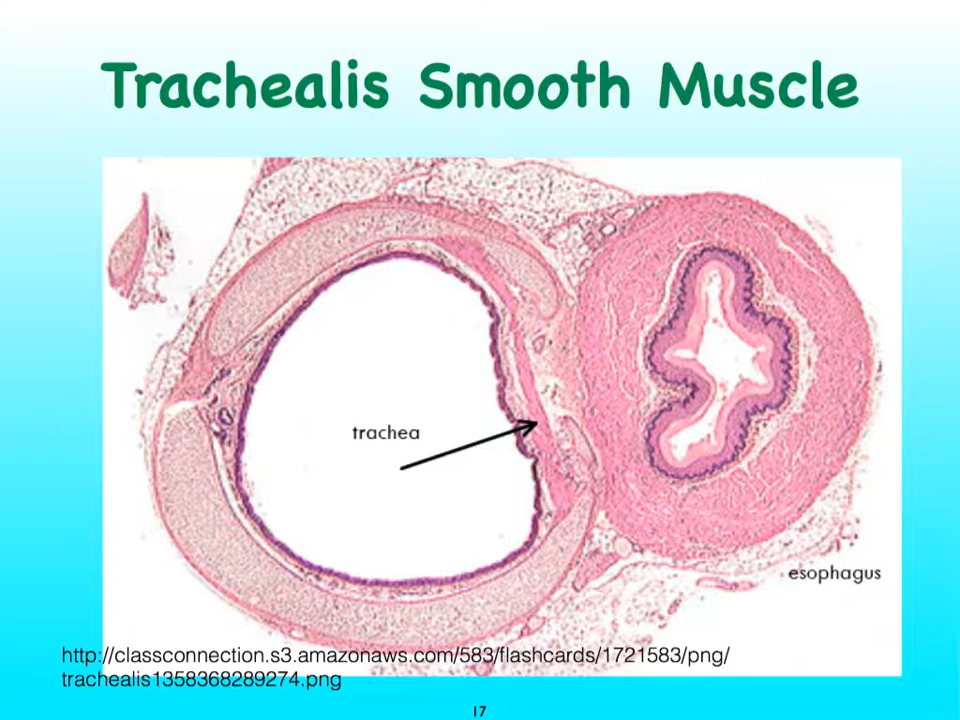 Trachealis Smooth Muscle
trachea
esophagus
http://classconnection.s3.amazonaws.com/583/flashcards/1721583/png/
trachealis1358368289274.png
17